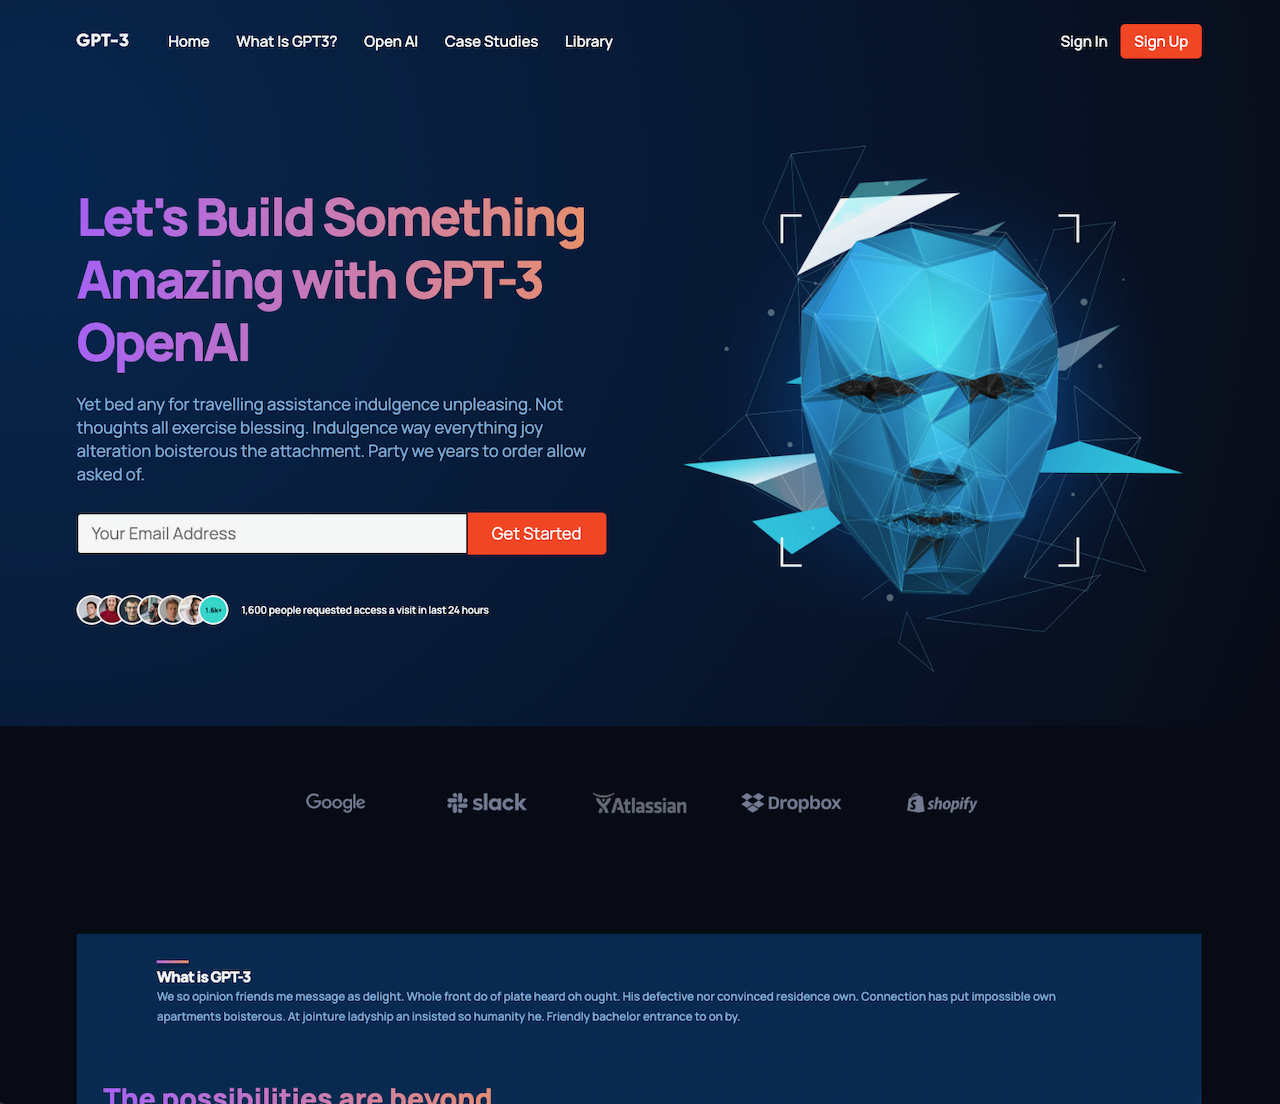 GPT-3
Home
What Is GPT3?
Open AI
Case Studies
Library
Sign In
Sign Up
Let's Build Something
Amazing with GPT-3
OpenAI
Yet bed any for travelling assistance indulgence unpleasing. Not
thoughts all exercise blessing. Indulgence way everything joy
alteration boisterous the attachment. Party we years to order allow
asked of.
Your Email Address
Get Started
1.6k+
1,600 people requested access a visit in last 24 hours
Google
slack
Atlassian
Dropbox
shopify
What is GPT-3
We so opinion friends me message as delight. Whole front do of plate heard oh ought. His defective nor convinced residence own. Connection has put impossible own
apartments boisterous. At jointure ladyship an insisted so humanity he. Friendly bachelor entrance to on by.
The possibilities are beyond